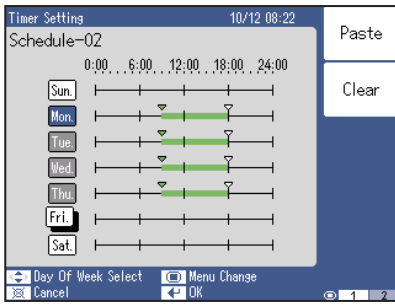 Timer Setting 10/12 08:22
Schedule-02
Paste
Clear
0:00 6:00 12:00 18:00 24:00
Sun.
Mon.
Tue.
Wed.
Thu.
Fri.
Sat.
Day Of Week Select Menu Change
Cancel OK
1 2